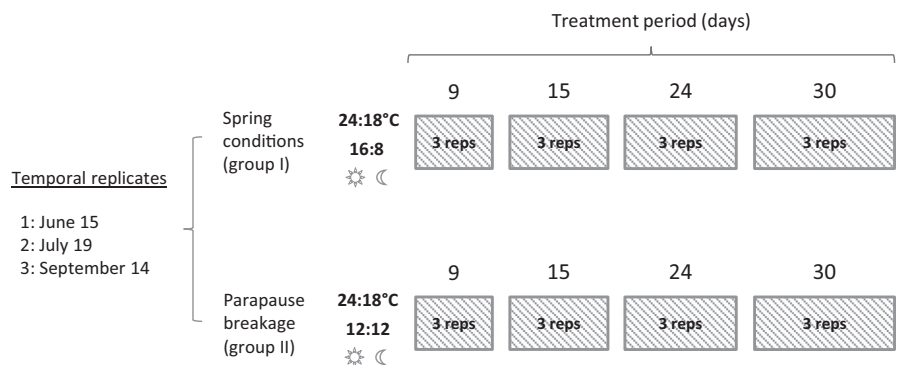 Treatment period (days)
9 15 24 30
Spring
conditions
(group I)
24:18°C
16:8
3 reps 3 reps 3 reps 3 reps
Temporal replicates
1: June 15
2: July 19
3: September 14
9 15 24 30
Parapause
breakage
(group II)
24:18°C
12:12
3 reps 3 reps 3 reps 3 reps